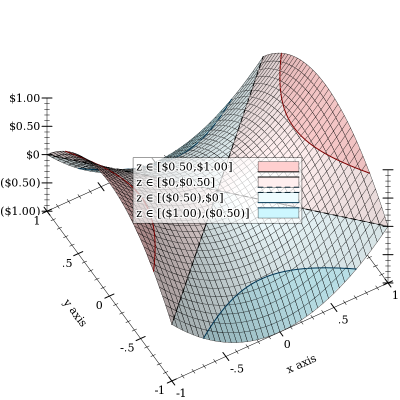 $1.00
$0.50
$0
($0.50)
($1.00)
z ∈ [$0.50,$1.00]
z ∈ [$0,$0.50]
z ∈ [($0.50),$0]
z ∈ [($1.00),($0.50)]
1
.5
0
-.5
-1
y axis
-1
-.5
0
.5
1
x axis